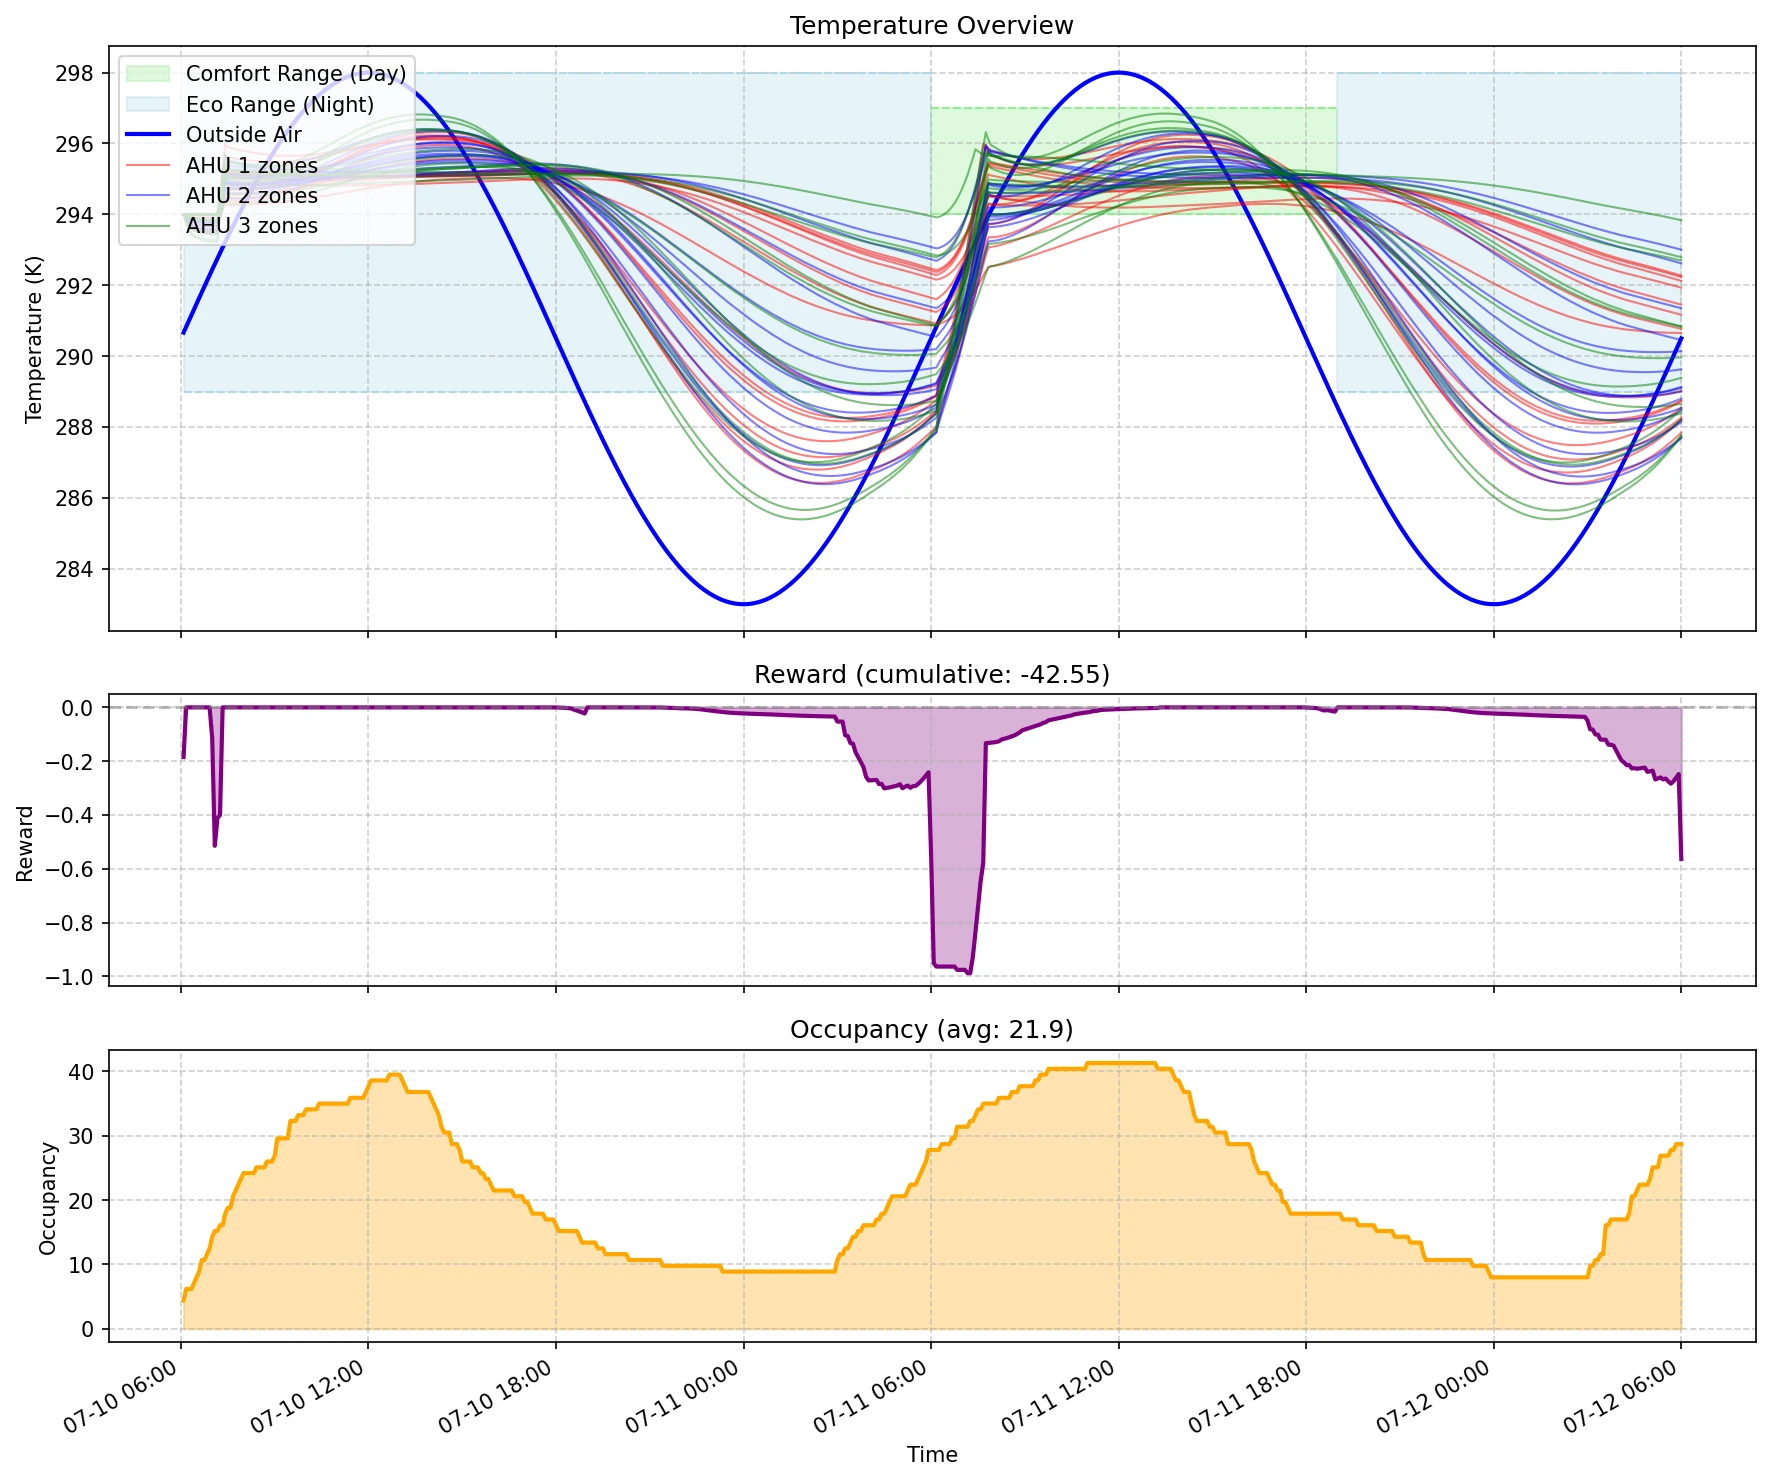 Temperature Overview
Comfort Range (Day)
Eco Range (Night)
Outside Air
AHU 1 zones
AHU 2 zones
AHU 3 zones
298
296
294
292
290
288
286
284
Temperature (K)
Reward (cumulative: -42.55)
0.0
−0.2
−0.4
−0.6
−0.8
−1.0
Reward
Occupancy (avg: 21.9)
40
30
20
10
0
Occupancy
07-10 06:00
07-10 12:00
07-10 18:00
07-11 00:00
07-11 06:00
07-11 12:00
07-11 18:00
07-12 00:00
07-12 06:00
Time